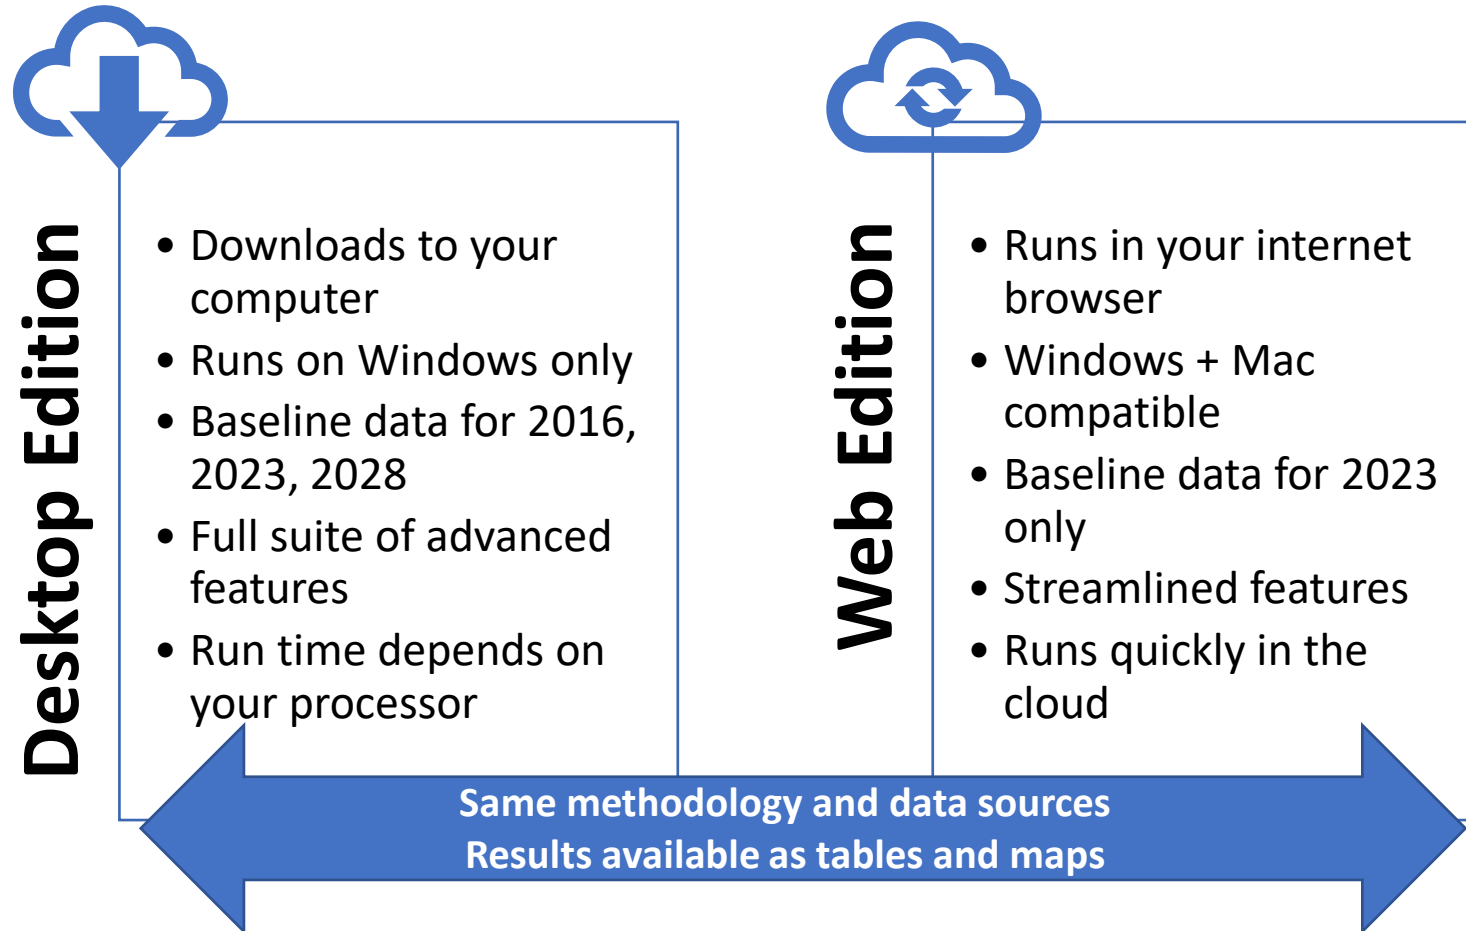 Desktop Edition
• Downloads to your
computer
• Runs on Windows only
• Baseline data for 2016,
2023, 2028
• Full suite of advanced
features
• Run time depends on
your processor
Web Edition
• Runs in your internet
browser
• Windows + Mac
compatible
• Baseline data for 2023
only
• Streamlined features
• Runs quickly in the
cloud
Same methodology and data sources
Results available as tables and maps